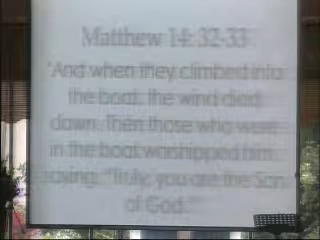 Matthew 14: 32-33
"And when they climbed into
the boat, the wind died
down. Then those who were
in the boat worshipped him,
saying, "Truly, you are the Son
of God.""